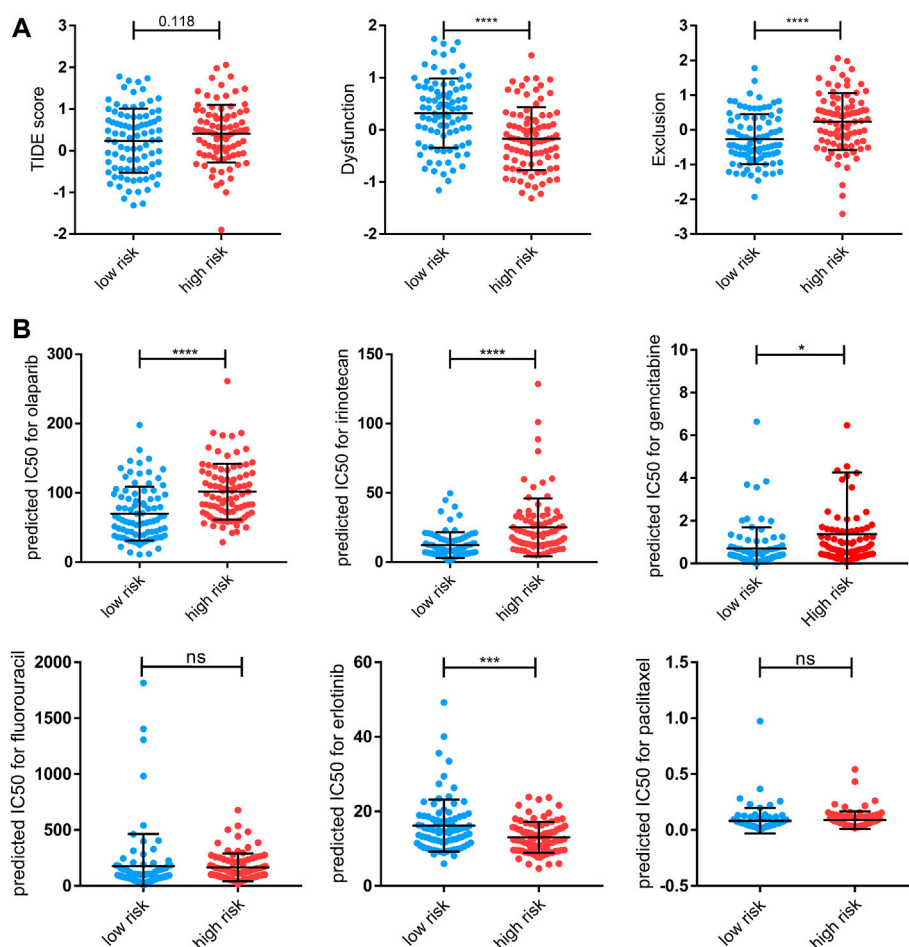 A
TIDE score
3
2
1
0
-1
-2
0.118
low risk
high risk
Dysfunction
2
1
0
-1
-2
****
low risk
high risk
Exclusion
3
2
1
0
-1
-2
-3
****
low risk
high risk
B
predicted IC50 for olaparib
300
200
100
0
****
low risk
high risk
predicted IC50 for irinotecan
150
100
50
0
****
low risk
high risk
predicted IC50 for gemcitabine
10
8
6
4
2
0
*
low risk
High risk
predicted IC50 for fluorouracil
2000
1500
1000
500
0
ns
low risk
high risk
predicted IC50 for erlotinib
60
40
20
0
***
low risk
high risk
predicted IC50 for paclitaxel
1.5
1.0
0.5
0.0
-0.5
ns
low risk
high risk